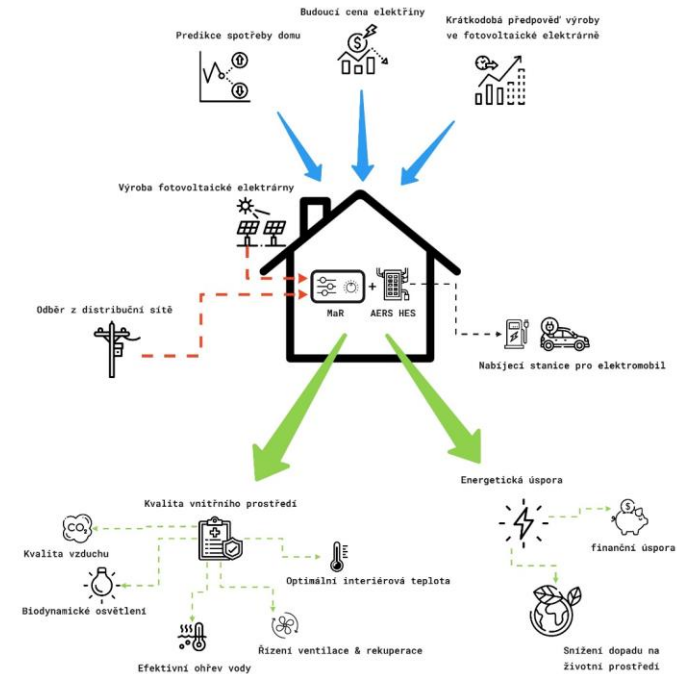 Budoucí cena elektřiny
Predikce spotřeby domu
Krátkodobá předpověď výroby
ve fotovoltaické elektrárně
$
Výroba fotovoltaické elektrárny
Odběr z distribuční sítě
+
MaR
AERS HES
Nabíjecí stanice pro elektromobil
Kvalita vnitřního prostředí
CO₂
Kvalita vzduchu
Optimální interiérová teplota
Biodynamické osvětlení
Řízení ventilace & rekuperace
Efektivní ohřev vody
Energetická úspora
$
finanční úspora
Snížení dopadu na
životní prostředí